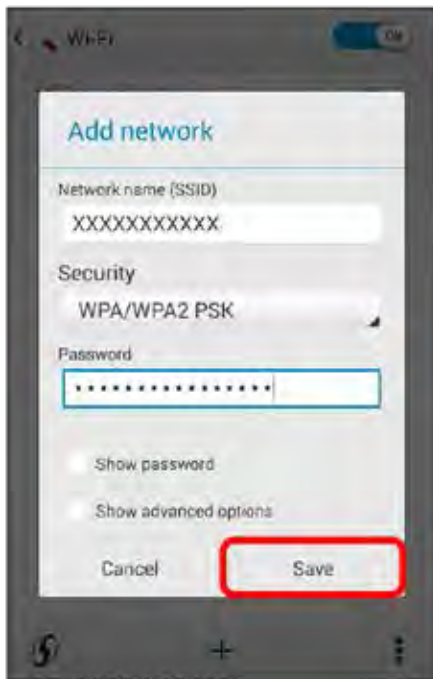 Wi-Fi
Add network
Network name (SSID)
XXXXXXXXXXX
Security
WPA/WPA2 PSK
Password
••••••••••••••••
Show password
Show advanced options
Cancel
Save